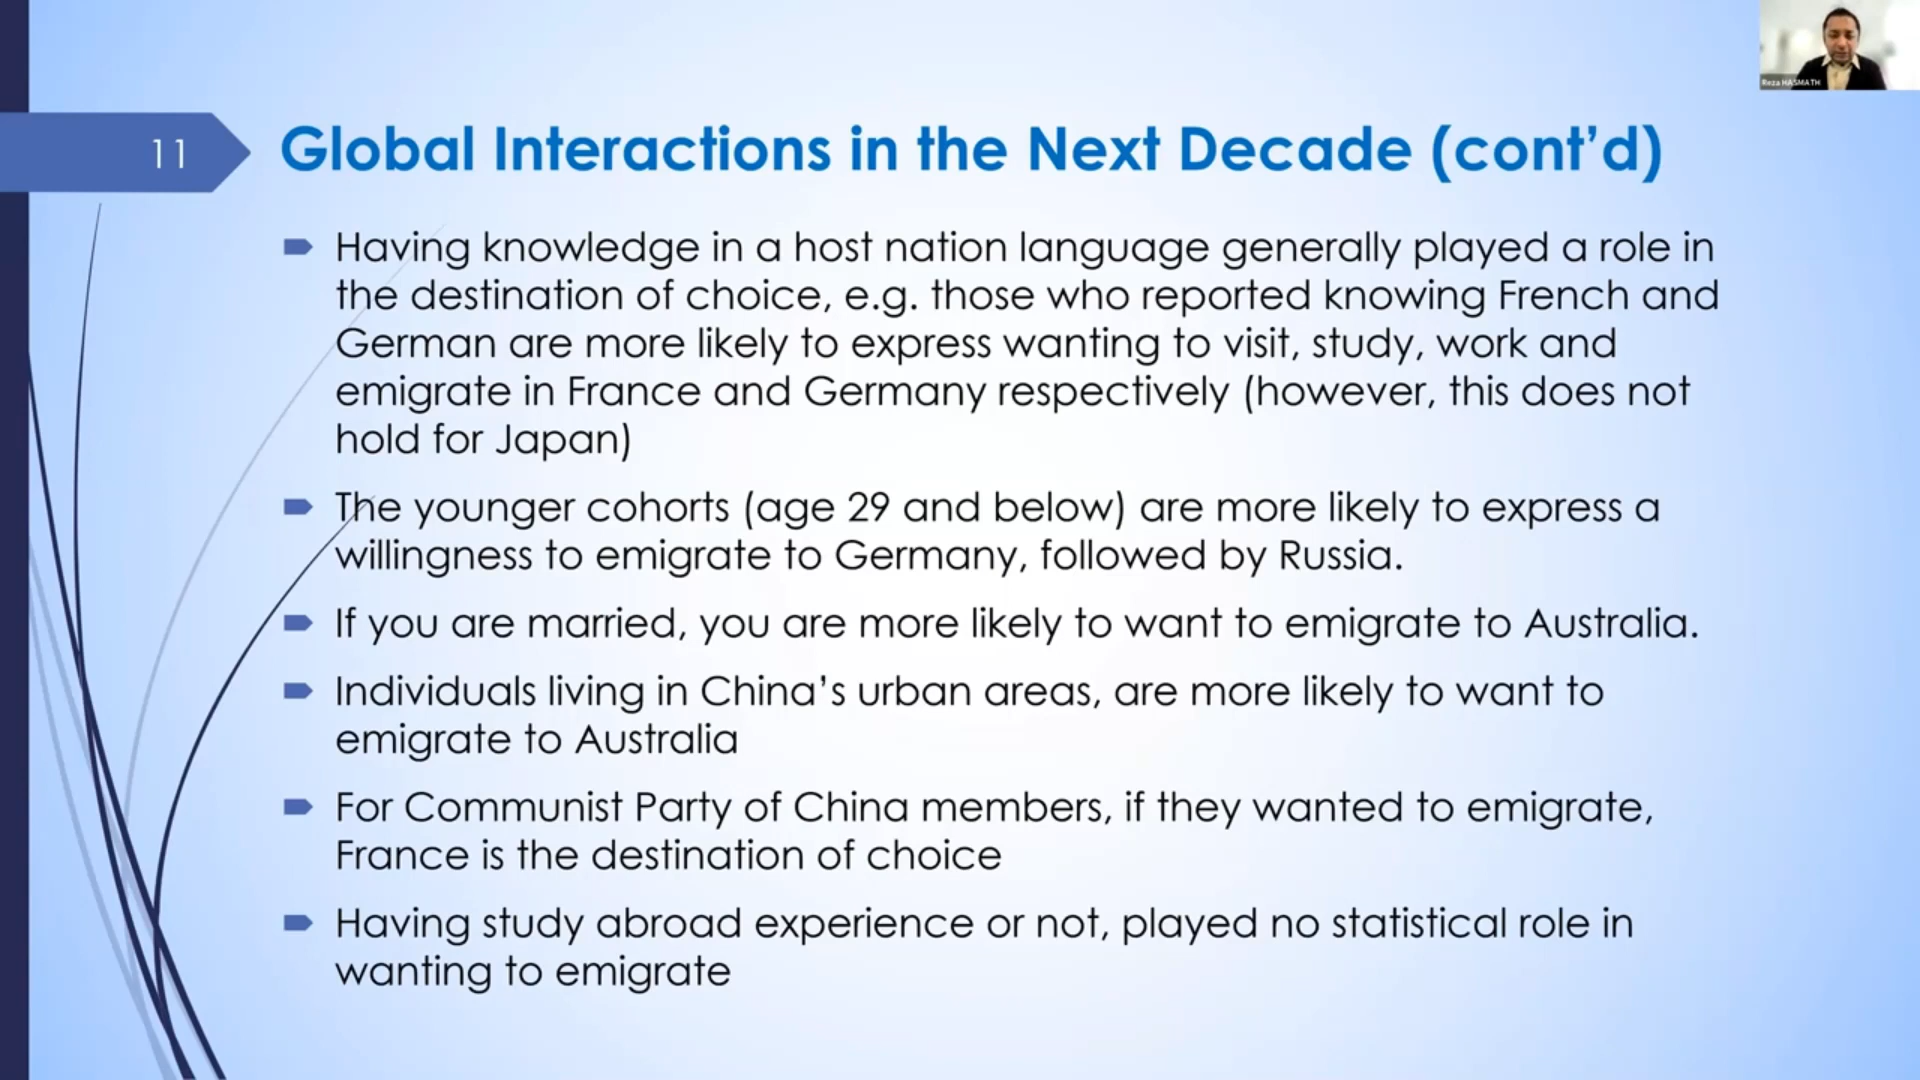 Reza HASMATH
11
Global Interactions in the Next Decade (cont’d)
Having knowledge in a host nation language generally played a role in
the destination of choice, e.g. those who reported knowing French and
German are more likely to express wanting to visit, study, work and
emigrate in France and Germany respectively (however, this does not
hold for Japan)
The younger cohorts (age 29 and below) are more likely to express a
willingness to emigrate to Germany, followed by Russia.
If you are married, you are more likely to want to emigrate to Australia.
Individuals living in China’s urban areas, are more likely to want to
emigrate to Australia
For Communist Party of China members, if they wanted to emigrate,
France is the destination of choice
Having study abroad experience or not, played no statistical role in
wanting to emigrate